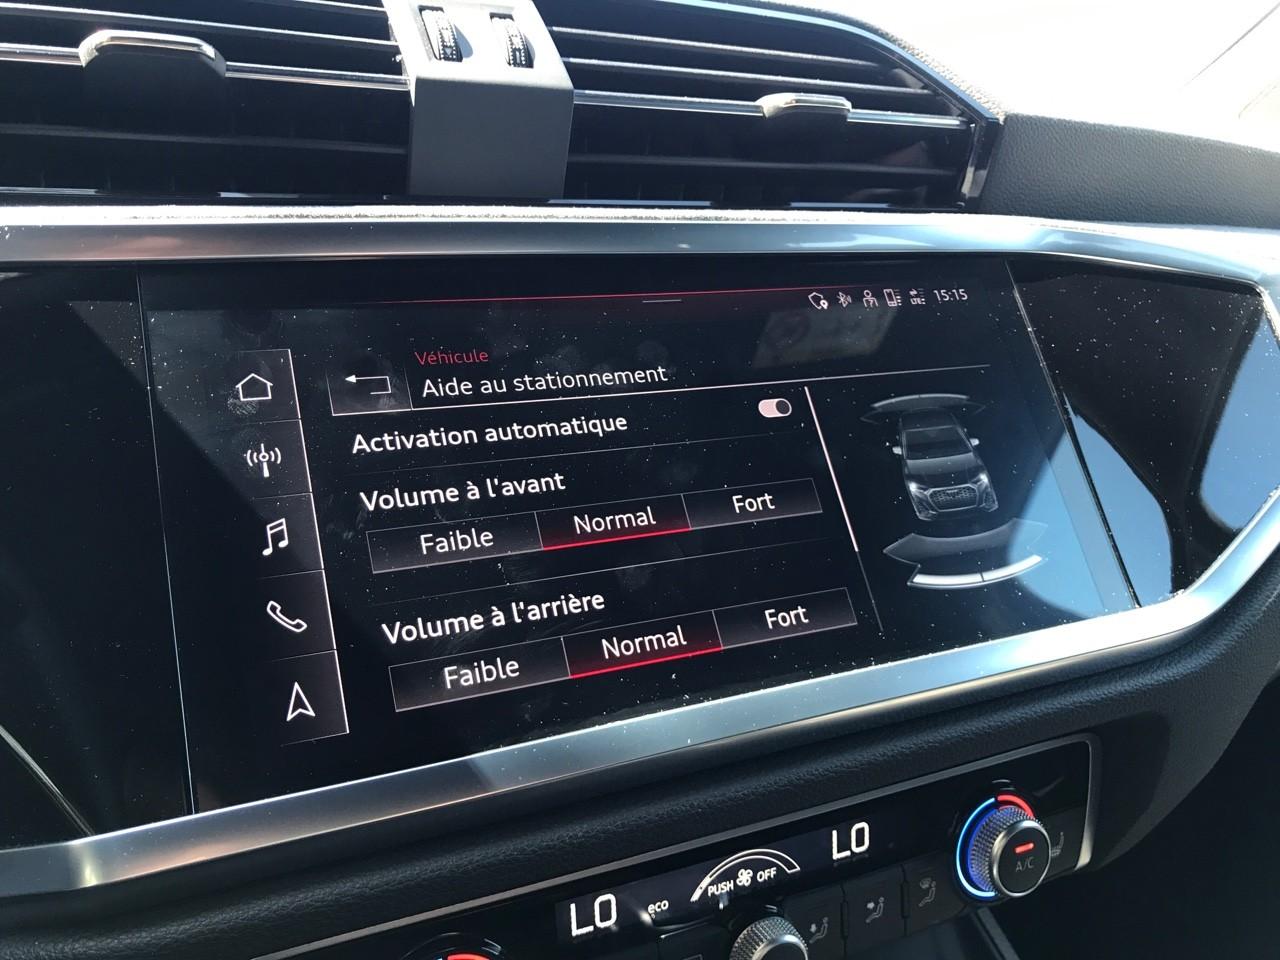 15:15
Véhicule
Aide au stationnement
Activation automatique
Volume à l'avant
Faible Normal Fort
Volume à l'arrière
Faible Normal Fort
LO eco PUSH OFF LO
A/C